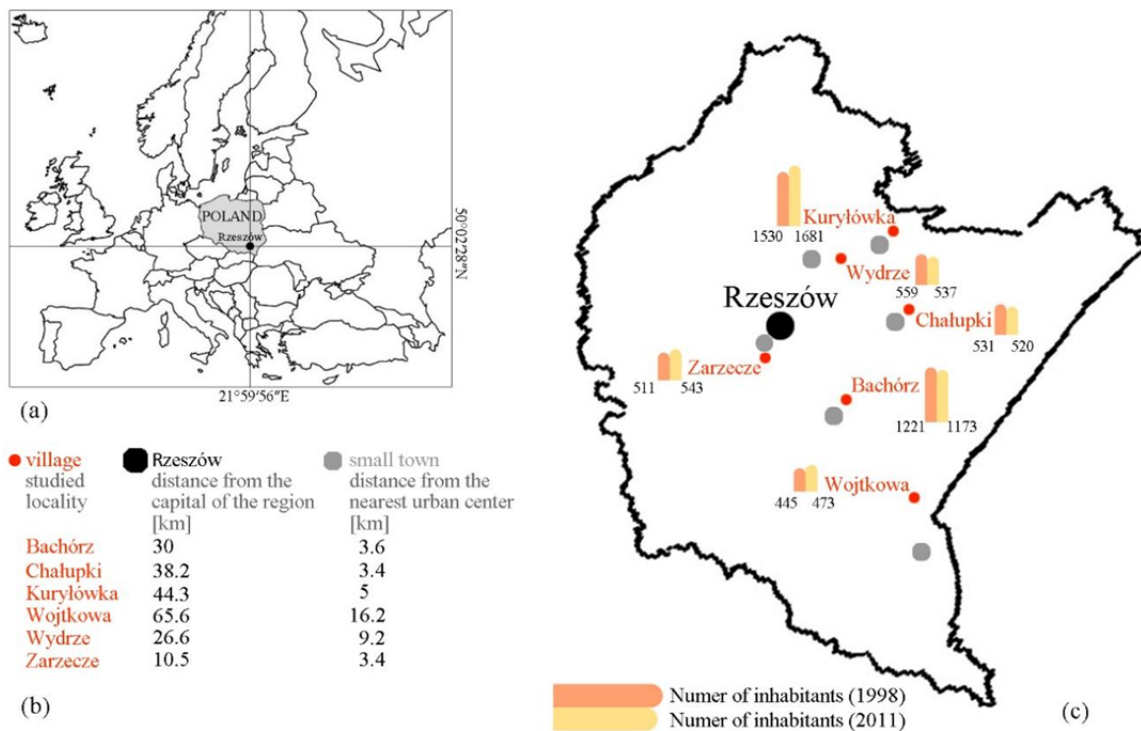 (a)
POLAND
Rzeszów
50°02'28"N
21°59'56"E
(b)
village
studied
locality
Rzeszów
distance from the
capital of the region
[km]
small town
distance from the
nearest urban center
[km]
Bachórz 30 3.6
Chałupki 38.2 3.4
Kuryłówka 44.3 5
Wojtkowa 65.6 16.2
Wydrze 26.6 9.2
Zarzecze 10.5 3.4
(c)
Kuryłówka
1530 1681
Wydrze
559 537
Rzeszów
Chałupki
531 520
Zarzecze
511 543
Bachórz
1221 1173
Wojtkowa
445 473
Numer of inhabitants (1998)
Numer of inhabitants (2011)